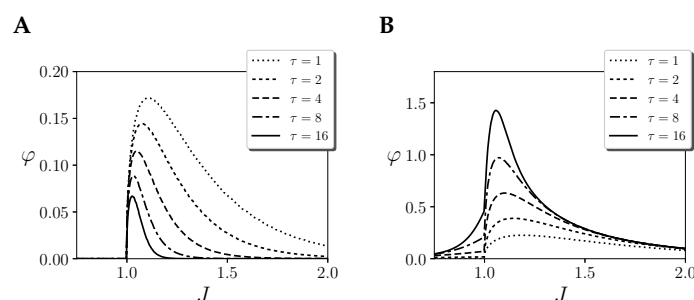 A
τ = 1
τ = 2
τ = 4
τ = 8
τ = 16
0.20
0.15
0.10
0.05
0.00
φ
1.0
1.5
2.0
J
B
τ = 1
τ = 2
τ = 4
τ = 8
τ = 16
1.5
1.0
0.5
0.0
φ
1.0
1.5
2.0
J